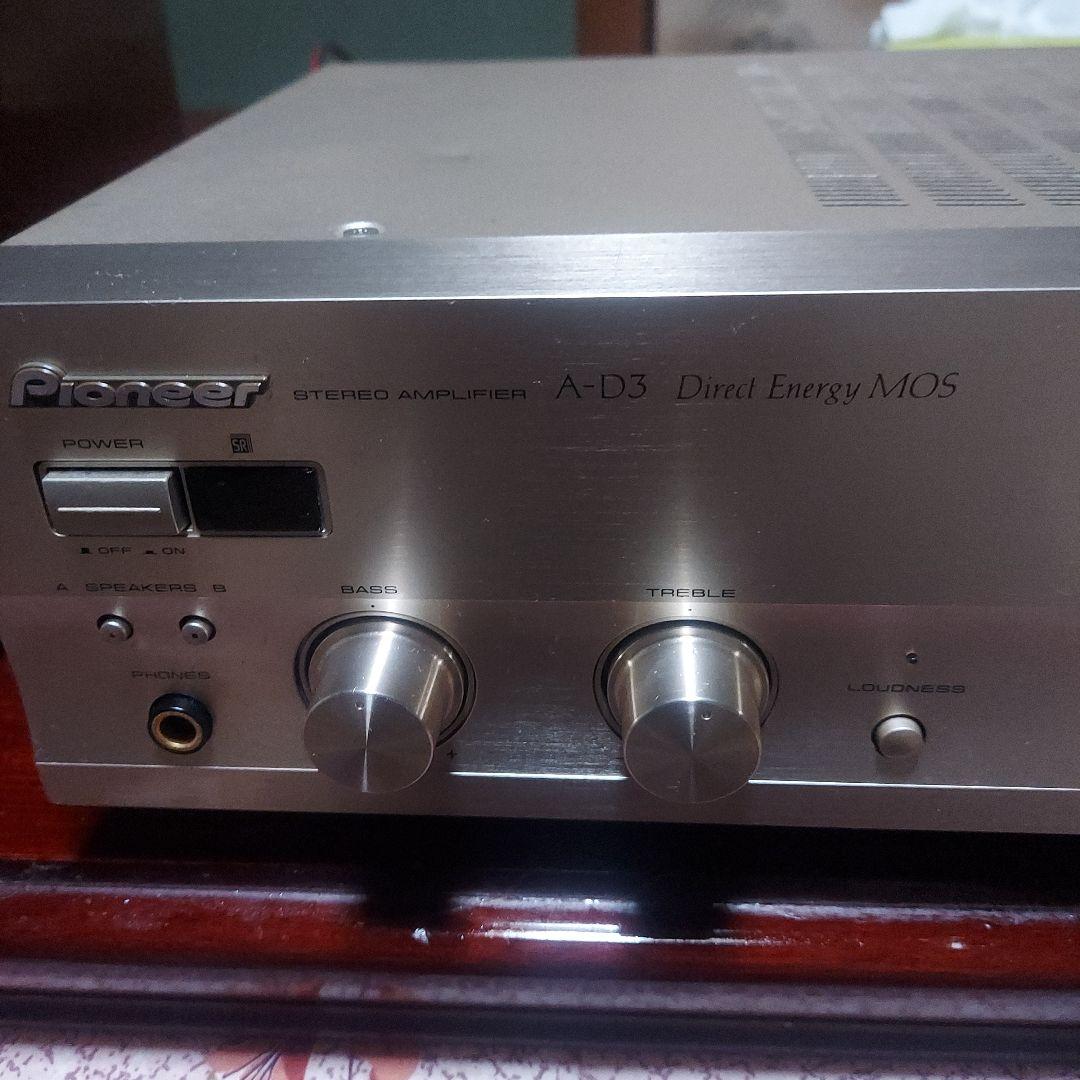 Pioneer STEREO AMPLIFIER A-D3 Direct Energy MOS
POWER SR
OFF ON
A SPEAKERS B
BASS
TREBLE
PHONES
LOUDNESS
+